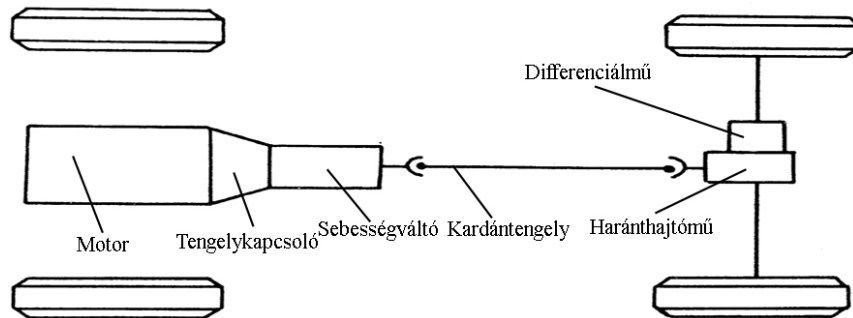 Differenciálmű
Motor
Tengelykapcsoló
Sebességváltó
Kardántengely
Haránthajtómű